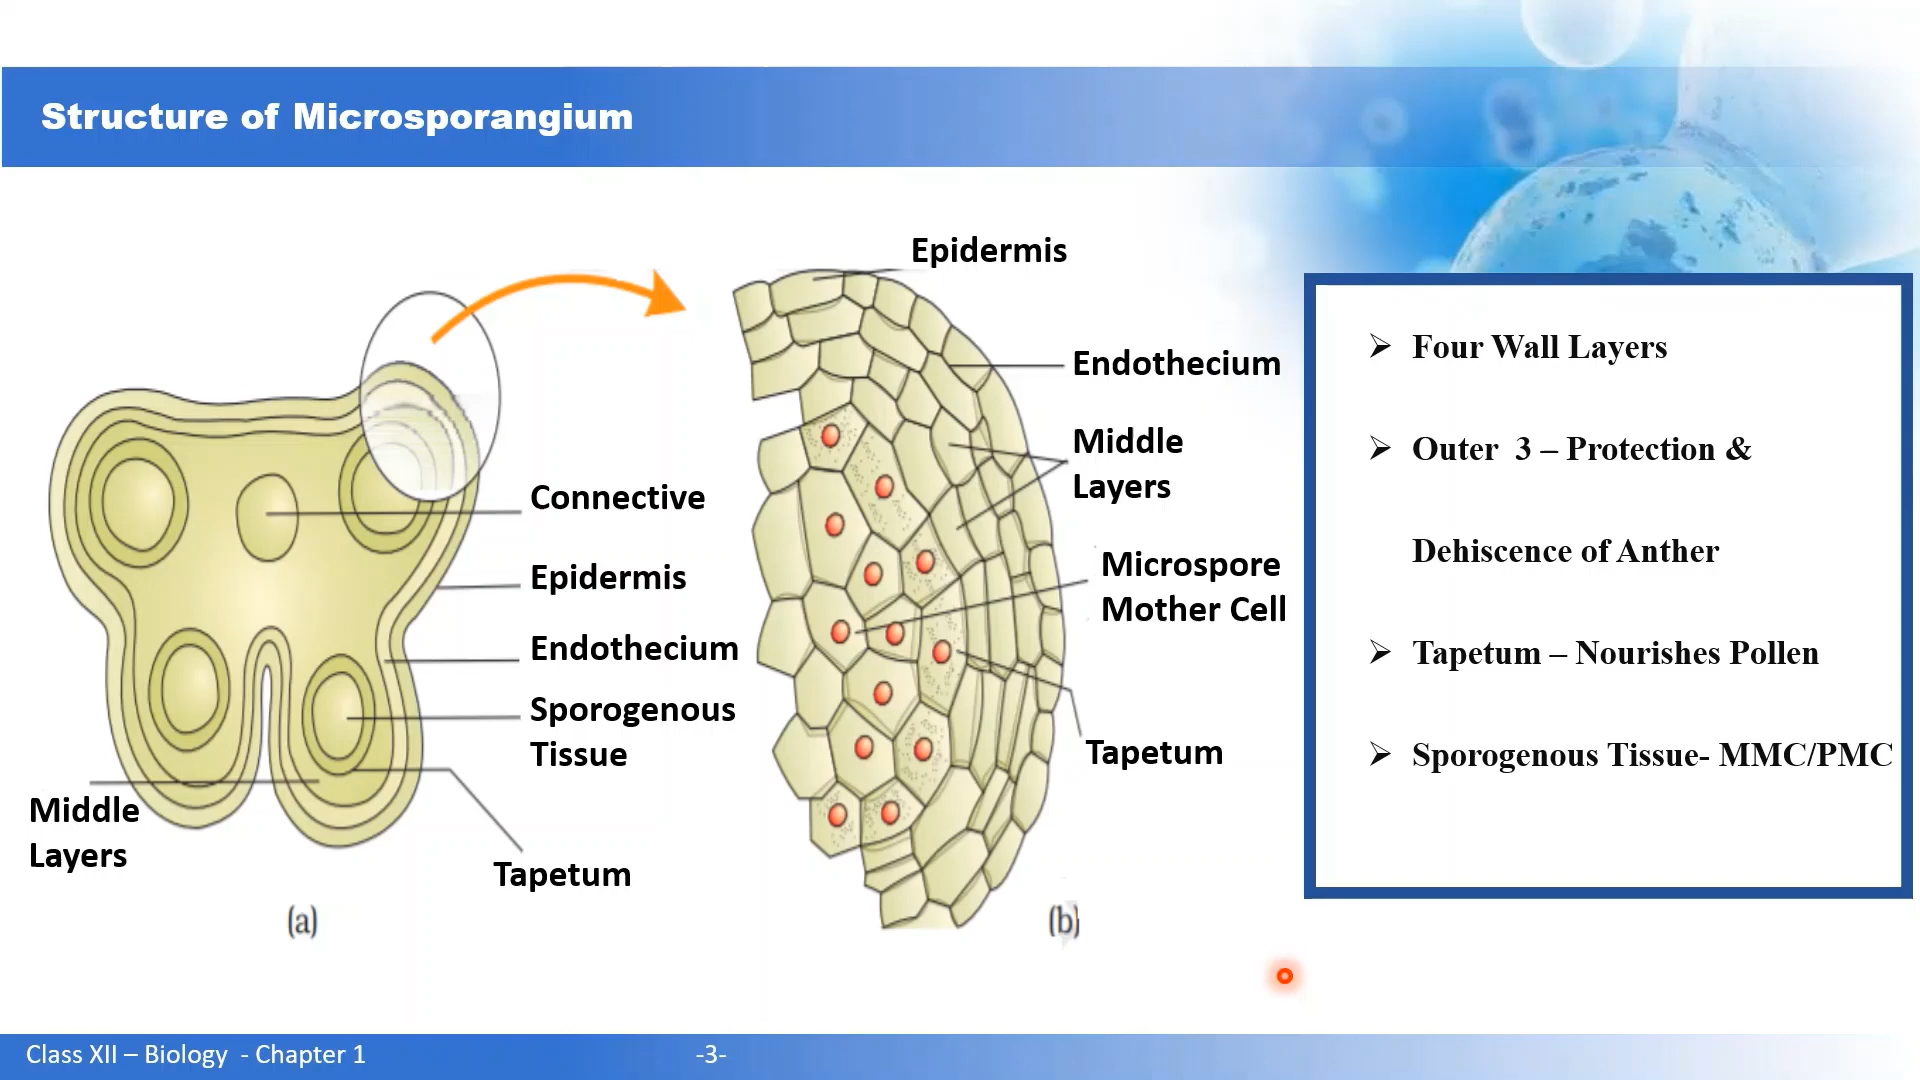 Structure of Microsporangium
Epidermis
Endothecium
Middle
Layers
Microspore
Mother Cell
Tapetum
Connective
Epidermis
Endothecium
Sporogenous
Tissue
Middle
Layers
Tapetum
(a)
(b)
➢ Four Wall Layers
➢ Outer 3 – Protection &
Dehiscence of Anther
➢ Tapetum – Nourishes Pollen
➢ Sporogenous Tissue- MMC/PMC
Class XII – Biology - Chapter 1
-3-